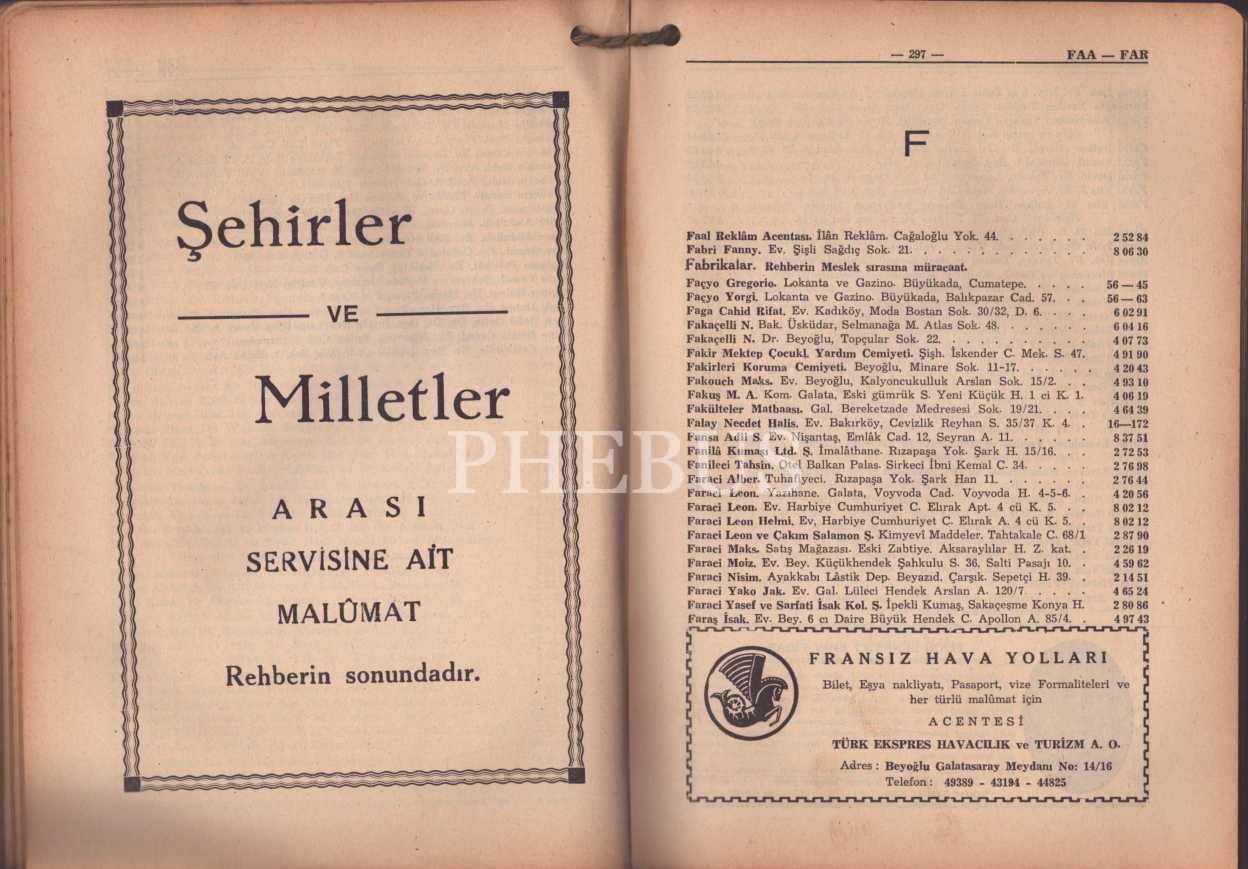 Şehirler
VE
Milletler
ARASI
SERVİSİNE AİT
MALÛMAT
Rehberin sonundadır.
— 297 — FAA — FAR
F
Faal Reklâm Acentası. İlân Reklâm. Cağaloğlu Yok. 44. . . . . . . 2 52 84
Fabri Fanny. Ev. Şişli Sağdıç Sok. 21. . . . . . . . . . . . . 8 06 30
Fabrikalar. Rehberin Meslek sırasına müracaat.
Façyo Gregorio. Lokanta ve Gazino. Büyükada, Cumatepe. . . . . 56 — 45
Façyo Yorgi. Lokanta ve Gazino. Büyükada, Balıkpazar Cad. 57. . . 56 — 63
Faga Cahid Rifat. Ev. Kadıköy, Moda Bostan Sok. 30/32, D. 6. . . . 6 02 91
Fakaçelli N. Bak. Üsküdar, Selmanağa M. Atlas Sok. 48. . . . . . . 6 04 16
Fakaçelli N. Dr. Beyoğlu, Topçular Sok. 22. . . . . . . . . . . 4 07 73
Fakir Mektep Çocukl. Yardım Cemiyeti. Şişh. İskender C. Mek. S. 47. 4 91 90
Fakirleri Koruma Cemiyeti. Beyoğlu, Minare Sok. 11-17. . . . . . 4 20 43
Fakouch Maks. Ev. Beyoğlu, Kalyoncukulluk Arslan Sok. 15/2. . . 4 93 10
Fakuş M. A. Kom. Galata, Eski gümrük S. Yeni Küçük H. 1 ci K. 1. 4 06 19
Fakülteler Matbaası. Gal. Bereketzade Medresesi Sok. 19/21. . . . 4 64 39
Falay Necdet Halis. Ev. Bakırköy, Cevizlik Reyhan S. 35/37 K. 4. . 16—172
Fansa Adil S. Ev. Nişantaş, Emlâk Cad. 12, Seyran A. 11. . . . . . 8 37 51
Fanilâ Kumaşı Ltd. Ş. İmalâthane. Rızapaşa Yok. Şark H. 15/16. . . 2 72 53
Fanileci Tahsin. Otel Balkan Palas. Sirkeci İbni Kemal C. 34. . . . . 2 76 98
Faraci Alber. Tuhafiyeci. Rızapaşa Yok. Şark Han 11. . . . . . . 2 76 44
Faraci Leon. Yazıhane. Galata, Voyvoda Cad. Voyvoda H. 4-5-6. . 4 20 56
Faraci Leon. Ev. Harbiye Cumhuriyet C. Elırak Apt. 4 cü K. 5. . . 8 02 12
Faraci Leon Helmi. Ev, Harbiye Cumhuriyet C. Elırak A. 4 cü K. 5. . 8 02 12
Faraci Leon ve Çakım Salamon Ş. Kimyevî Maddeler. Tahtakale C. 68/1 2 87 90
Faraci Maks. Satış Mağazası. Eski Zabtiye. Aksaraylılar H. Z. kat. . 2 26 19
Faraci Moiz. Ev. Bey. Küçükhendek Şahkulu S. 36, Salti Pasajı 10. . 4 59 62
Faraci Nisim. Ayakkabı Lâstik Dep. Beyazıd. Çarşık. Sepetçi H. 39. . 2 14 51
Faraci Yako Jak. Ev. Gal. Lüleci Hendek Arslan A. 120/7 . . . . . 4 65 24
Faraci Yasef ve Sarfati İsak Kol. Ş. İpekli Kumaş, Sakaçeşme Konya H. 2 80 86
Faraş İsak. Ev. Bey. 6 cı Daire Büyük Hendek C. Apollon A. 85/4. . 4 97 43
FRANSIZ HAVA YOLLARI
Bilet, Eşya nakliyatı, Pasaport, vize Formaliteleri ve
her türlü malûmat için
ACENTESİ
TÜRK EKSPRES HAVACILIK ve TURİZM A. O.
Adres : Beyoğlu Galatasaray Meydanı No: 14/16
Telefon : 49389 - 43194 - 44825
PHEBUS